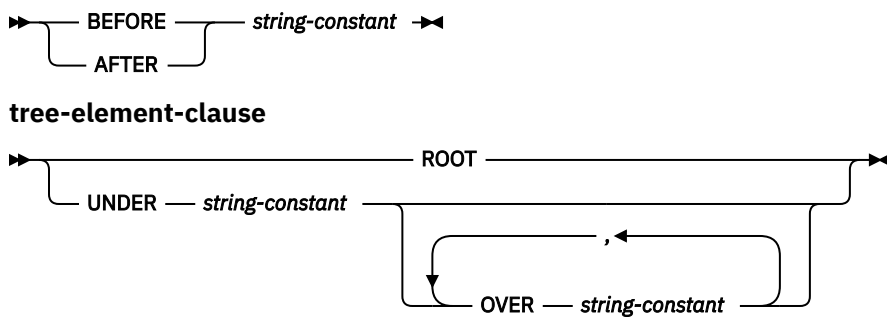 BEFORE string-constant
AFTER
tree-element-clause
ROOT
UNDER string-constant
,
OVER string-constant